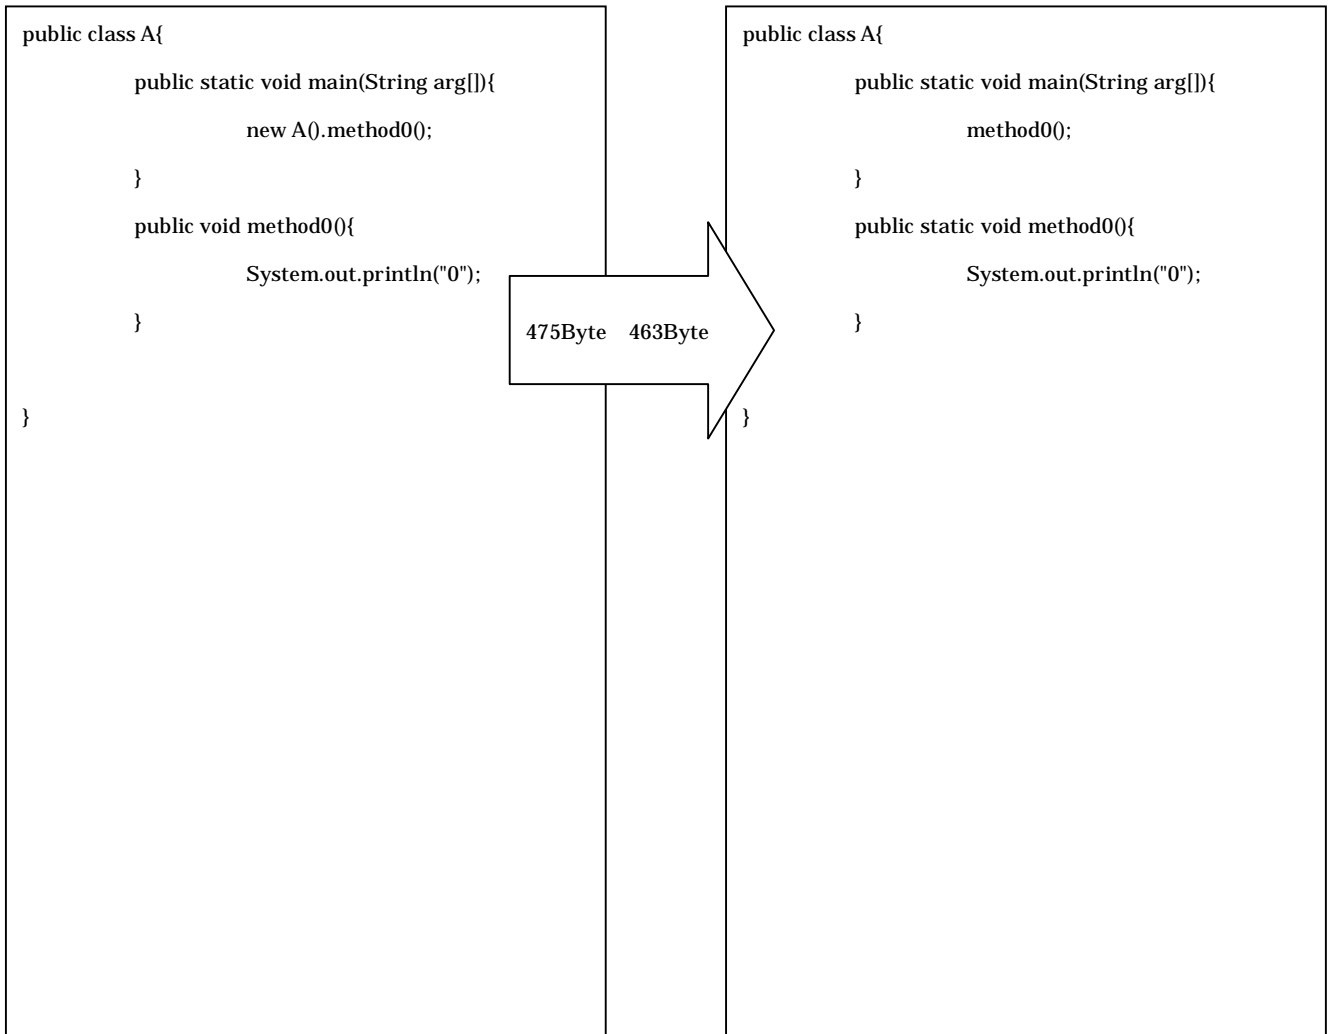 public class A{
public static void main(String arg[]){
new A().method0();
}
public void method0(){
System.out.println("0");
}
}
475Byte 463Byte
public class A{
public static void main(String arg[]){
method0();
}
public static void method0(){
System.out.println("0");
}
}